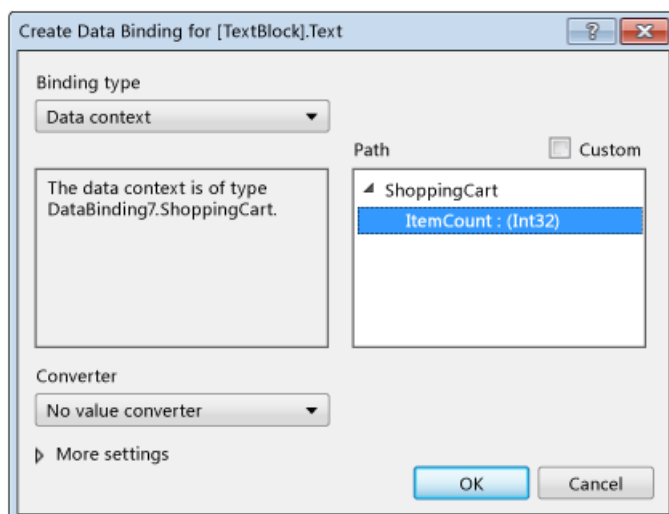 Create Data Binding for [TextBlock].Text
Binding type
Data context
Path
Custom
The data context is of type
DataBinding7.ShoppingCart.
ShoppingCart
ItemCount : (Int32)
Converter
No value converter
More settings
OK
Cancel